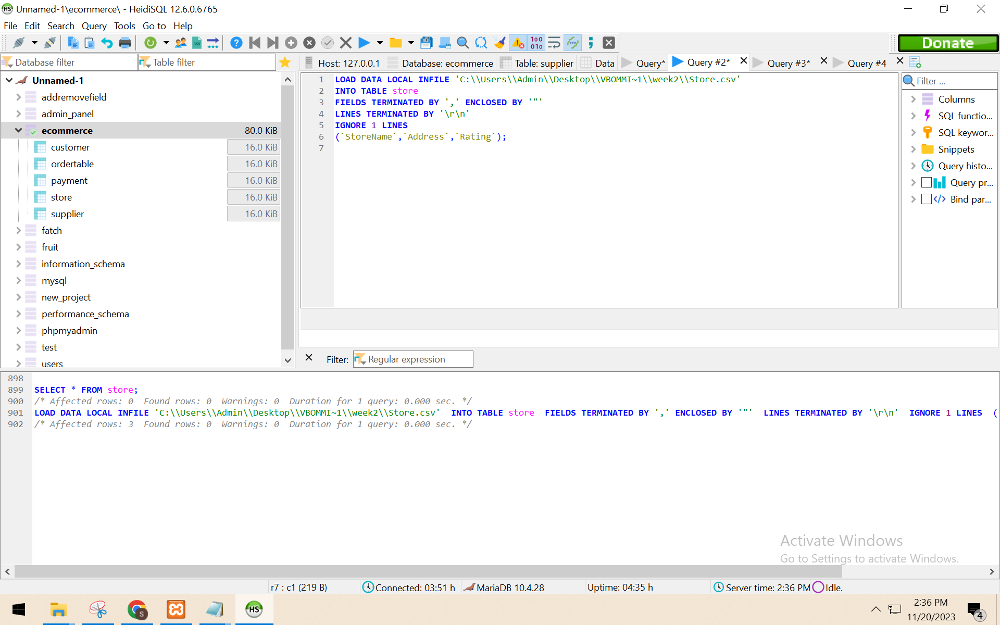 Unnamed-1\ecommerce\ - HeidiSQL 12.6.0.6765
File Edit Search Query Tools Go to Help
Donate
Database filter
Table filter
Host: 127.0.0.1
Database: ecommerce
Table: supplier
Data
Query*
Query #2*
Query #3*
Query #4
Unnamed-1
addremovefield
admin_panel
ecommerce 80.0 KiB
customer 16.0 KiB
ordertable 16.0 KiB
payment 16.0 KiB
store 16.0 KiB
supplier 16.0 KiB
fatch
fruit
information_schema
mysql
new_project
performance_schema
phpmyadmin
test
users
1 LOAD DATA LOCAL INFILE 'C:\\Users\\Admin\\Desktop\\VBOMMI~1\\week2\\Store.csv'
2 INTO TABLE store
3 FIELDS TERMINATED BY ',' ENCLOSED BY '"'
4 LINES TERMINATED BY '\r\n'
5 IGNORE 1 LINES
6 (`StoreName`,`Address`,`Rating`);
7
Filter ...
Columns
SQL functio...
SQL keywor...
Snippets
Query histo...
Query pr...
Bind par...
Filter: Regular expression
898
899 SELECT * FROM store;
900 /* Affected rows: 0  Found rows: 0  Warnings: 0  Duration for 1 query: 0.000 sec. */
901 LOAD DATA LOCAL INFILE 'C:\\Users\\Admin\\Desktop\\VBOMMI~1\\week2\\Store.csv'  INTO TABLE store  FIELDS TERMINATED BY ',' ENCLOSED BY '"'  LINES TERMINATED BY '\r\n'  IGNORE 1 LINES  (
902 /* Affected rows: 3  Found rows: 0  Warnings: 0  Duration for 1 query: 0.000 sec. */
Activate Windows
Go to Settings to activate Windows.
r7 : c1 (219 B)
Connected: 03:51 h
MariaDB 10.4.28
Uptime: 04:35 h
Server time: 2:36 PM
Idle.
HS
2:36 PM
11/20/2023
4